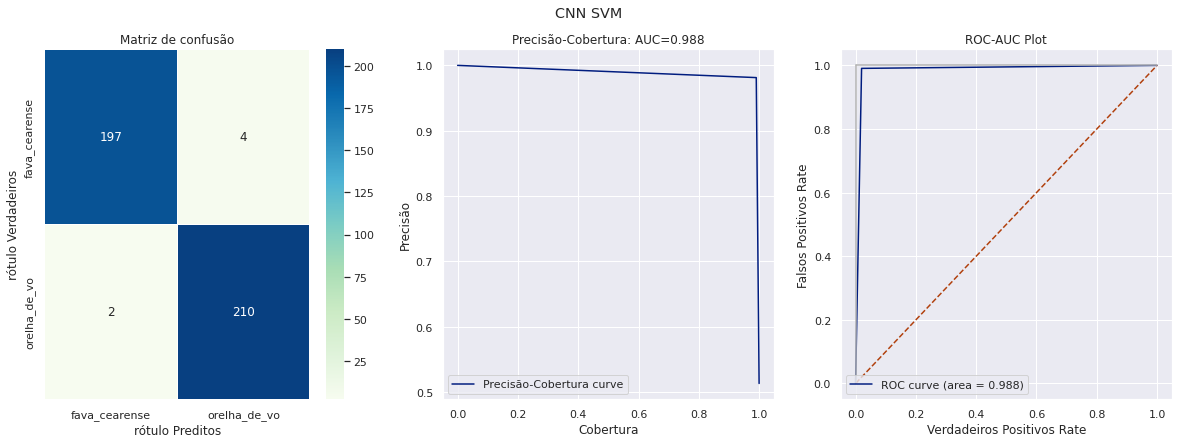 CNN SVM
Matriz de confusão
rótulo Verdadeiros
fava_cearense
orelha_de_vo
197
4
2
210
fava_cearense
orelha_de_vo
rótulo Preditos
200
175
150
125
100
75
50
25
Precisão-Cobertura: AUC=0.988
Precisão
1.0
0.9
0.8
0.7
0.6
0.5
Precisão-Cobertura curve
0.0 0.2 0.4 0.6 0.8 1.0
Cobertura
ROC-AUC Plot
Falsos Positivos Rate
1.0
0.8
0.6
0.4
0.2
0.0
ROC curve (area = 0.988)
0.0 0.2 0.4 0.6 0.8 1.0
Verdadeiros Positivos Rate